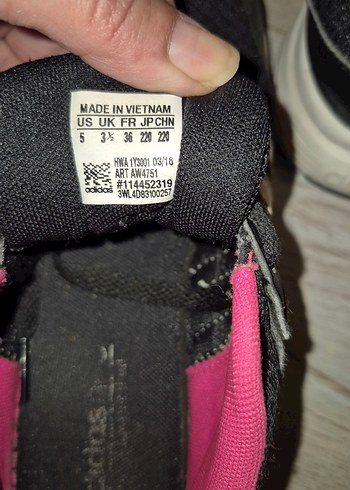 MADE IN VIETNAM
US UK FR JP CHN
5 3½ 36 220 220
HWA 1Y3001 03/18
ART AW4751
adidas #114452319
3WL4D83100257
adidas